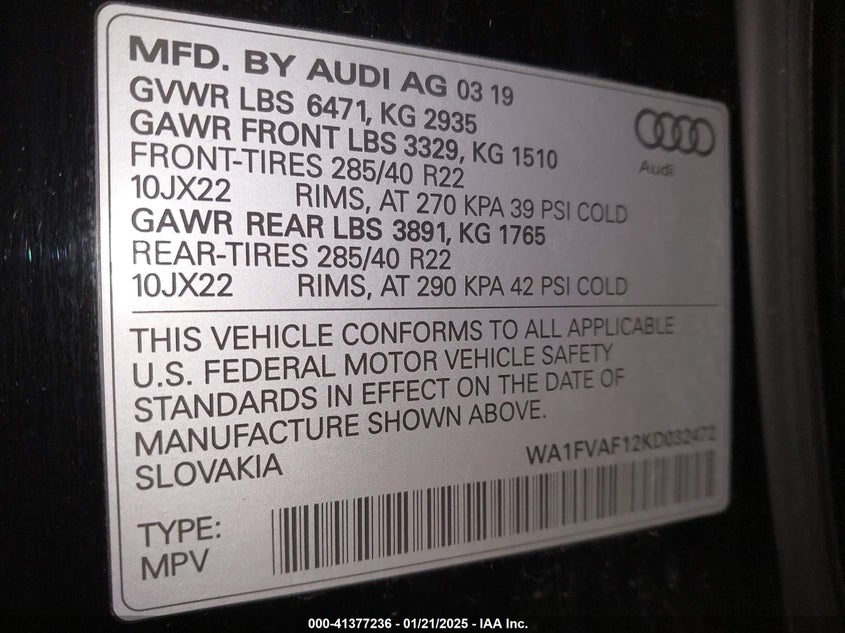 MFD. BY AUDI AG 03 19
GVWR LBS 6471, KG 2935
GAWR FRONT LBS 3329, KG 1510
FRONT-TIRES 285/40 R22
10JX22 RIMS, AT 270 KPA 39 PSI COLD
GAWR REAR LBS 3891, KG 1765
REAR-TIRES 285/40 R22
10JX22 RIMS, AT 290 KPA 42 PSI COLD
Audi
THIS VEHICLE CONFORMS TO ALL APPLICABLE
U.S. FEDERAL MOTOR VEHICLE SAFETY
STANDARDS IN EFFECT ON THE DATE OF
MANUFACTURE SHOWN ABOVE.
SLOVAKIA
WA1FVAF12KD032472
TYPE:
MPV
000-41377236 - 01/21/2025 - IAA Inc.